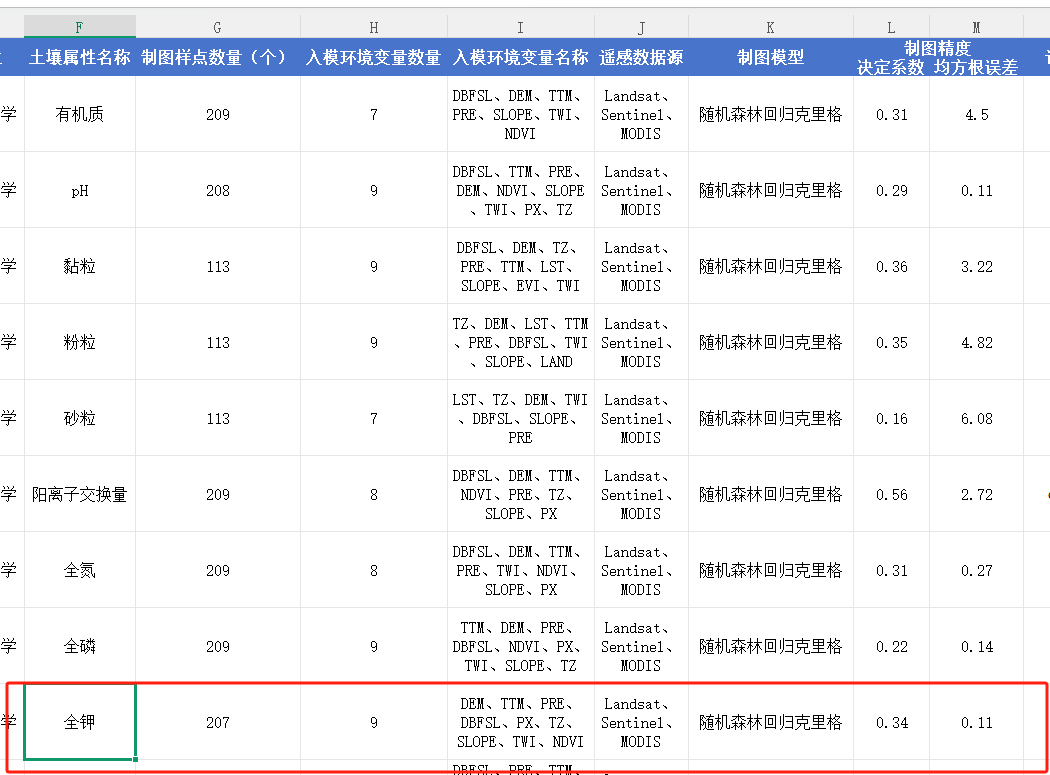 F G H I J K L M
土壤属性名称 制图样点数量（个） 入模环境变量数量 入模环境变量名称 遥感数据源 制图模型 制图精度
决定系数 均方根误差
DBFSL、DEM、TTM、 Landsat、
学 有机质 209 7 PRE、SLOPE、TWI、 Sentinel、 随机森林回归克里格 0.31 4.5
NDVI MODIS
DBFSL、TTM、PRE、 Landsat、
学 pH 208 9 DEM、NDVI、SLOPE Sentinel、 随机森林回归克里格 0.29 0.11
、TWI、PX、TZ MODIS
DBFSL、DEM、TZ、 Landsat、
学 黏粒 113 9 PRE、TTM、LST、 Sentinel、 随机森林回归克里格 0.36 3.22
SLOPE、EVI、TWI MODIS
TZ、DEM、LST、TTM Landsat、
学 粉粒 113 9 、PRE、DBFSL、TWI Sentinel、 随机森林回归克里格 0.35 4.82
、SLOPE、LAND MODIS
LST、TZ、DEM、TWI Landsat、
学 砂粒 113 7 、DBFSL、SLOPE、 Sentinel、 随机森林回归克里格 0.16 6.08
PRE MODIS
DBFSL、DEM、TTM、 Landsat、
学 阳离子交换量 209 8 NDVI、PRE、TZ、 Sentinel、 随机森林回归克里格 0.56 2.72
SLOPE、PX MODIS
DBFSL、DEM、TTM、 Landsat、
学 全氮 209 8 PRE、TWI、NDVI、 Sentinel、 随机森林回归克里格 0.31 0.27
SLOPE、PX MODIS
TTM、DEM、PRE、 Landsat、
学 全磷 209 9 DBFSL、NDVI、PX、 Sentinel、 随机森林回归克里格 0.22 0.14
TWI、SLOPE、TZ MODIS
DEM、TTM、PRE、 Landsat、
学 全钾 207 9 DBFSL、PX、TZ、 Sentinel、 随机森林回归克里格 0.34 0.11
SLOPE、TWI、NDVI MODIS
DBFSL、PRE、TTM、